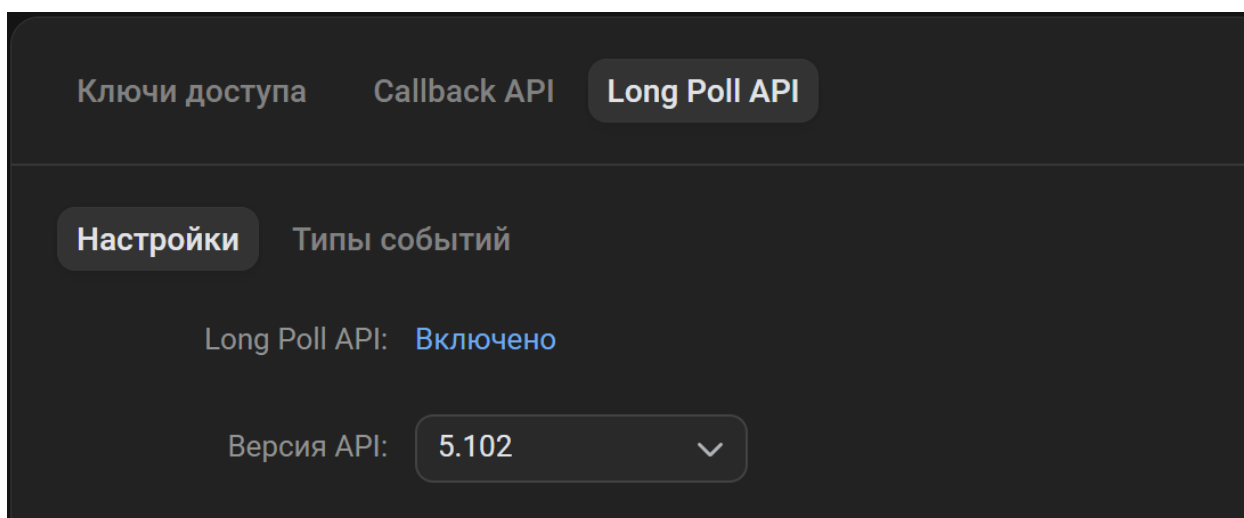 Ключи доступа Callback API Long Poll API
Настройки Типы событий
Long Poll API: Включено
Версия API: 5.102